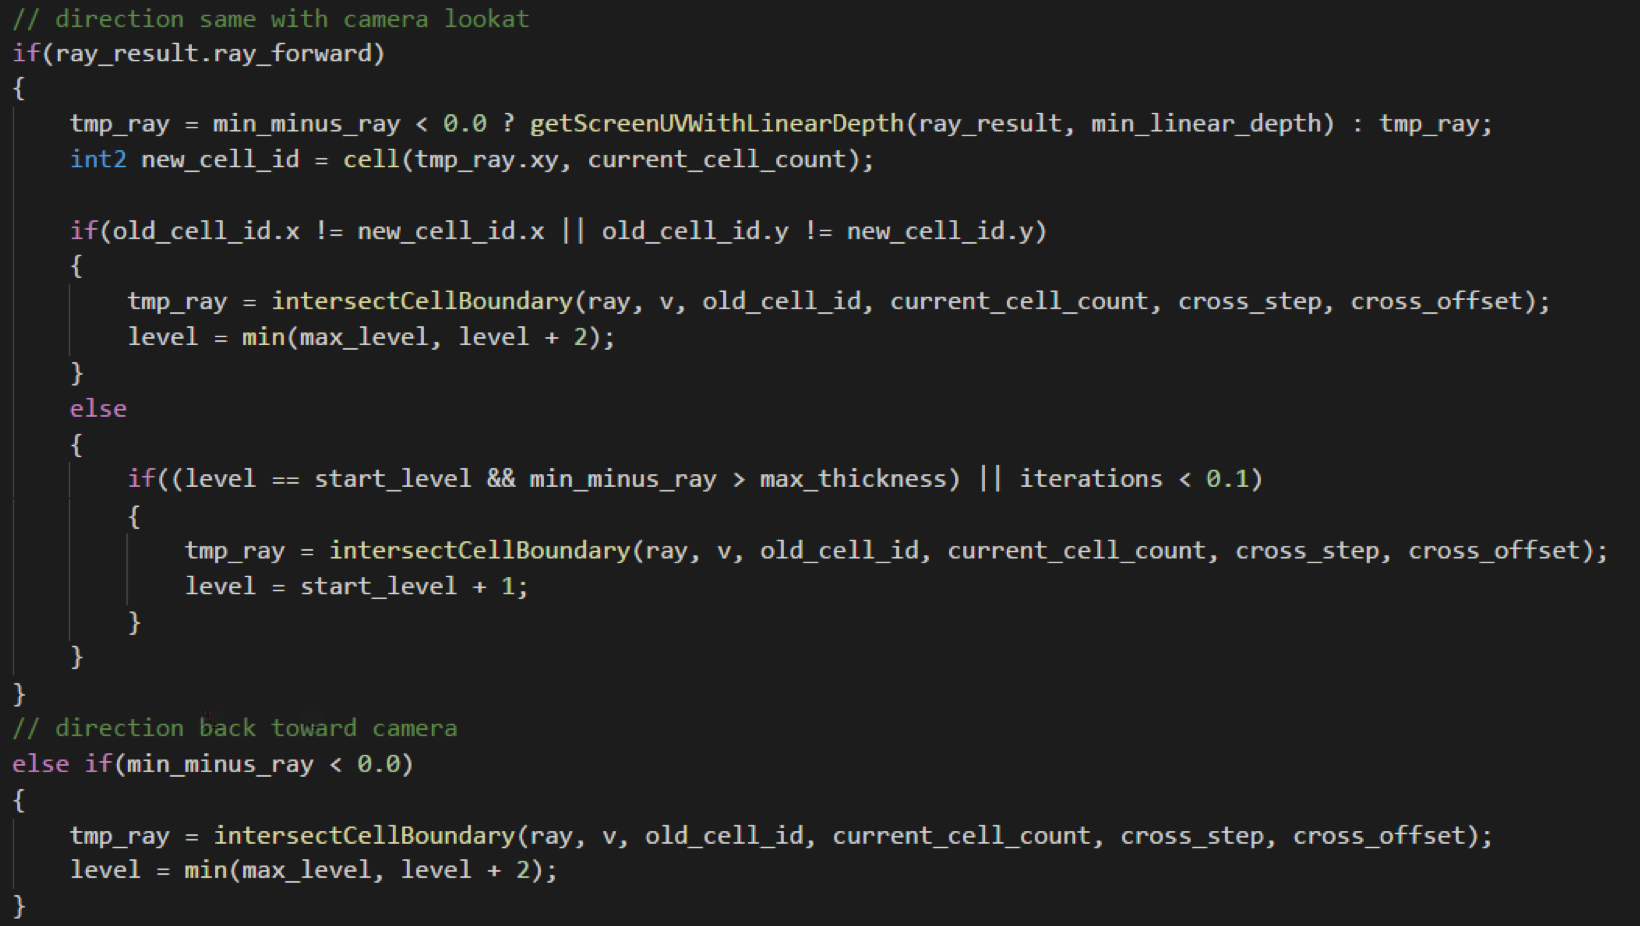 // direction same with camera lookat
if(ray_result.ray_forward)
{
    tmp_ray = min_minus_ray < 0.0 ? getScreenUVWithLinearDepth(ray_result, min_linear_depth) : tmp_ray;
    int2 new_cell_id = cell(tmp_ray.xy, current_cell_count);

    if(old_cell_id.x != new_cell_id.x || old_cell_id.y != new_cell_id.y)
    {
        tmp_ray = intersectCellBoundary(ray, v, old_cell_id, current_cell_count, cross_step, cross_offset);
        level = min(max_level, level + 2);
    }
    else
    {
        if((level == start_level && min_minus_ray > max_thickness) || iterations < 0.1)
        {
            tmp_ray = intersectCellBoundary(ray, v, old_cell_id, current_cell_count, cross_step, cross_offset);
            level = start_level + 1;
        }
    }
}
// direction back toward camera
else if(min_minus_ray < 0.0)
{
    tmp_ray = intersectCellBoundary(ray, v, old_cell_id, current_cell_count, cross_step, cross_offset);
    level = min(max_level, level + 2);
}